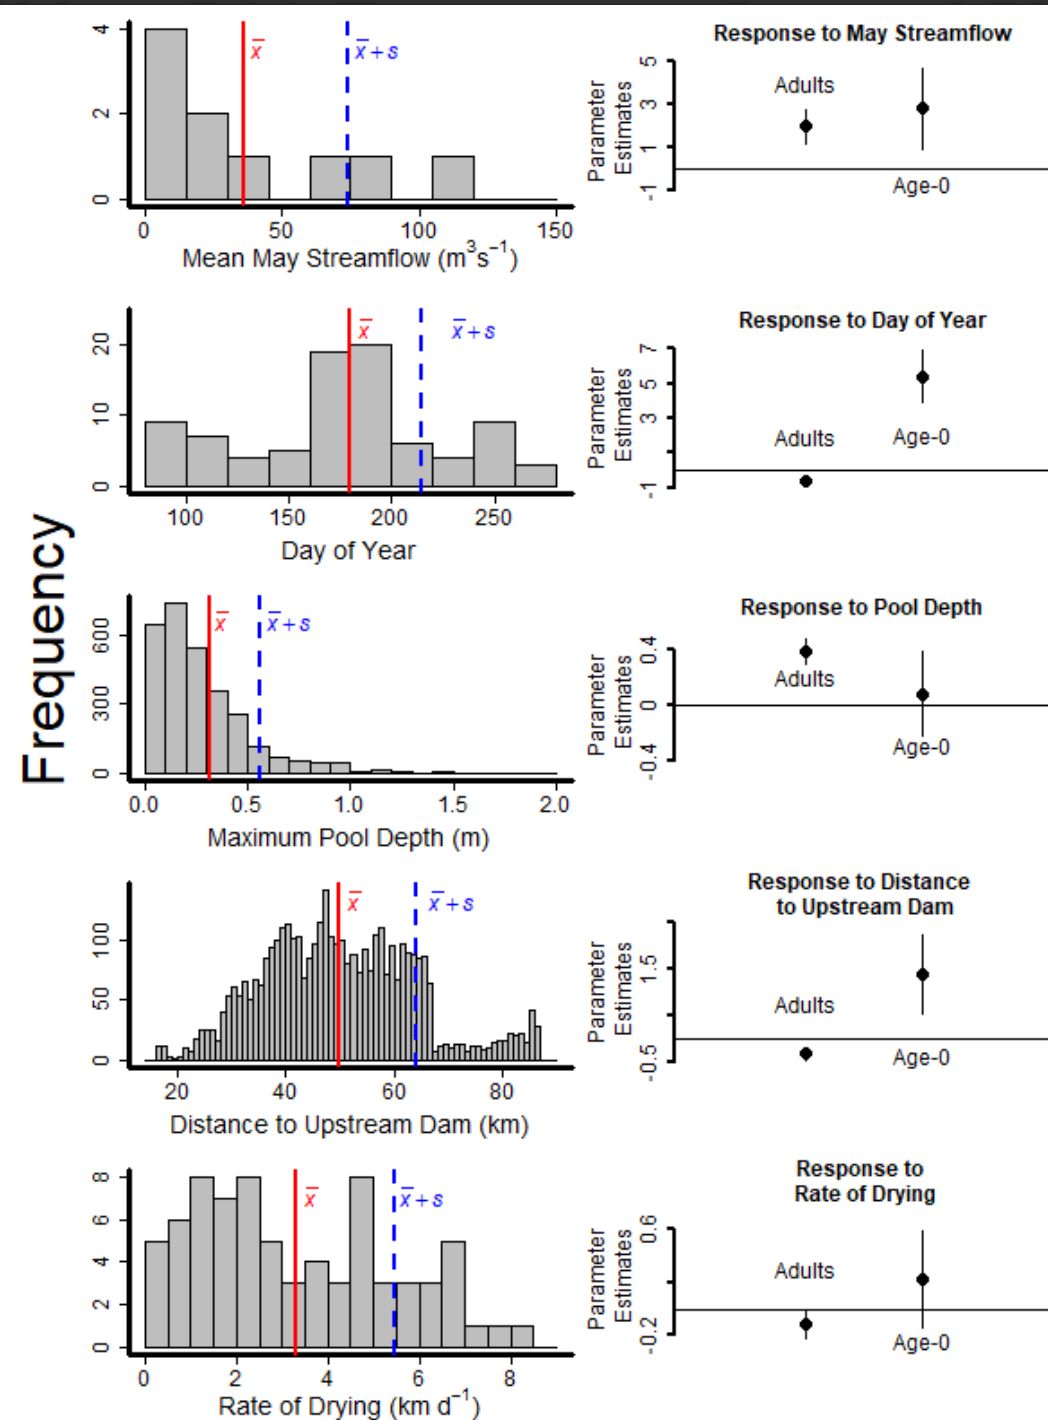 Frequency
4
2
0
x̄
x̄+s
0
50
100
150
Mean May Streamflow (m³s⁻¹)
Response to May Streamflow
Parameter
Estimates
5
3
1
-1
Adults
Age-0
20
10
0
x̄
x̄+s
100
150
200
250
Day of Year
Response to Day of Year
Parameter
Estimates
7
5
3
-1
Adults
Age-0
600
300
0
x̄
x̄+s
0.0
0.5
1.0
1.5
2.0
Maximum Pool Depth (m)
Response to Pool Depth
Parameter
Estimates
0.4
0
-0.4
Adults
Age-0
100
50
0
x̄
x̄+s
20
40
60
80
Distance to Upstream Dam (km)
Response to Distance
to Upstream Dam
Parameter
Estimates
1.5
-0.5
Adults
Age-0
8
6
4
2
0
x̄
x̄+s
0
2
4
6
8
Rate of Drying (km d⁻¹)
Response to
Rate of Drying
Parameter
Estimates
0.6
-0.2
Adults
Age-0